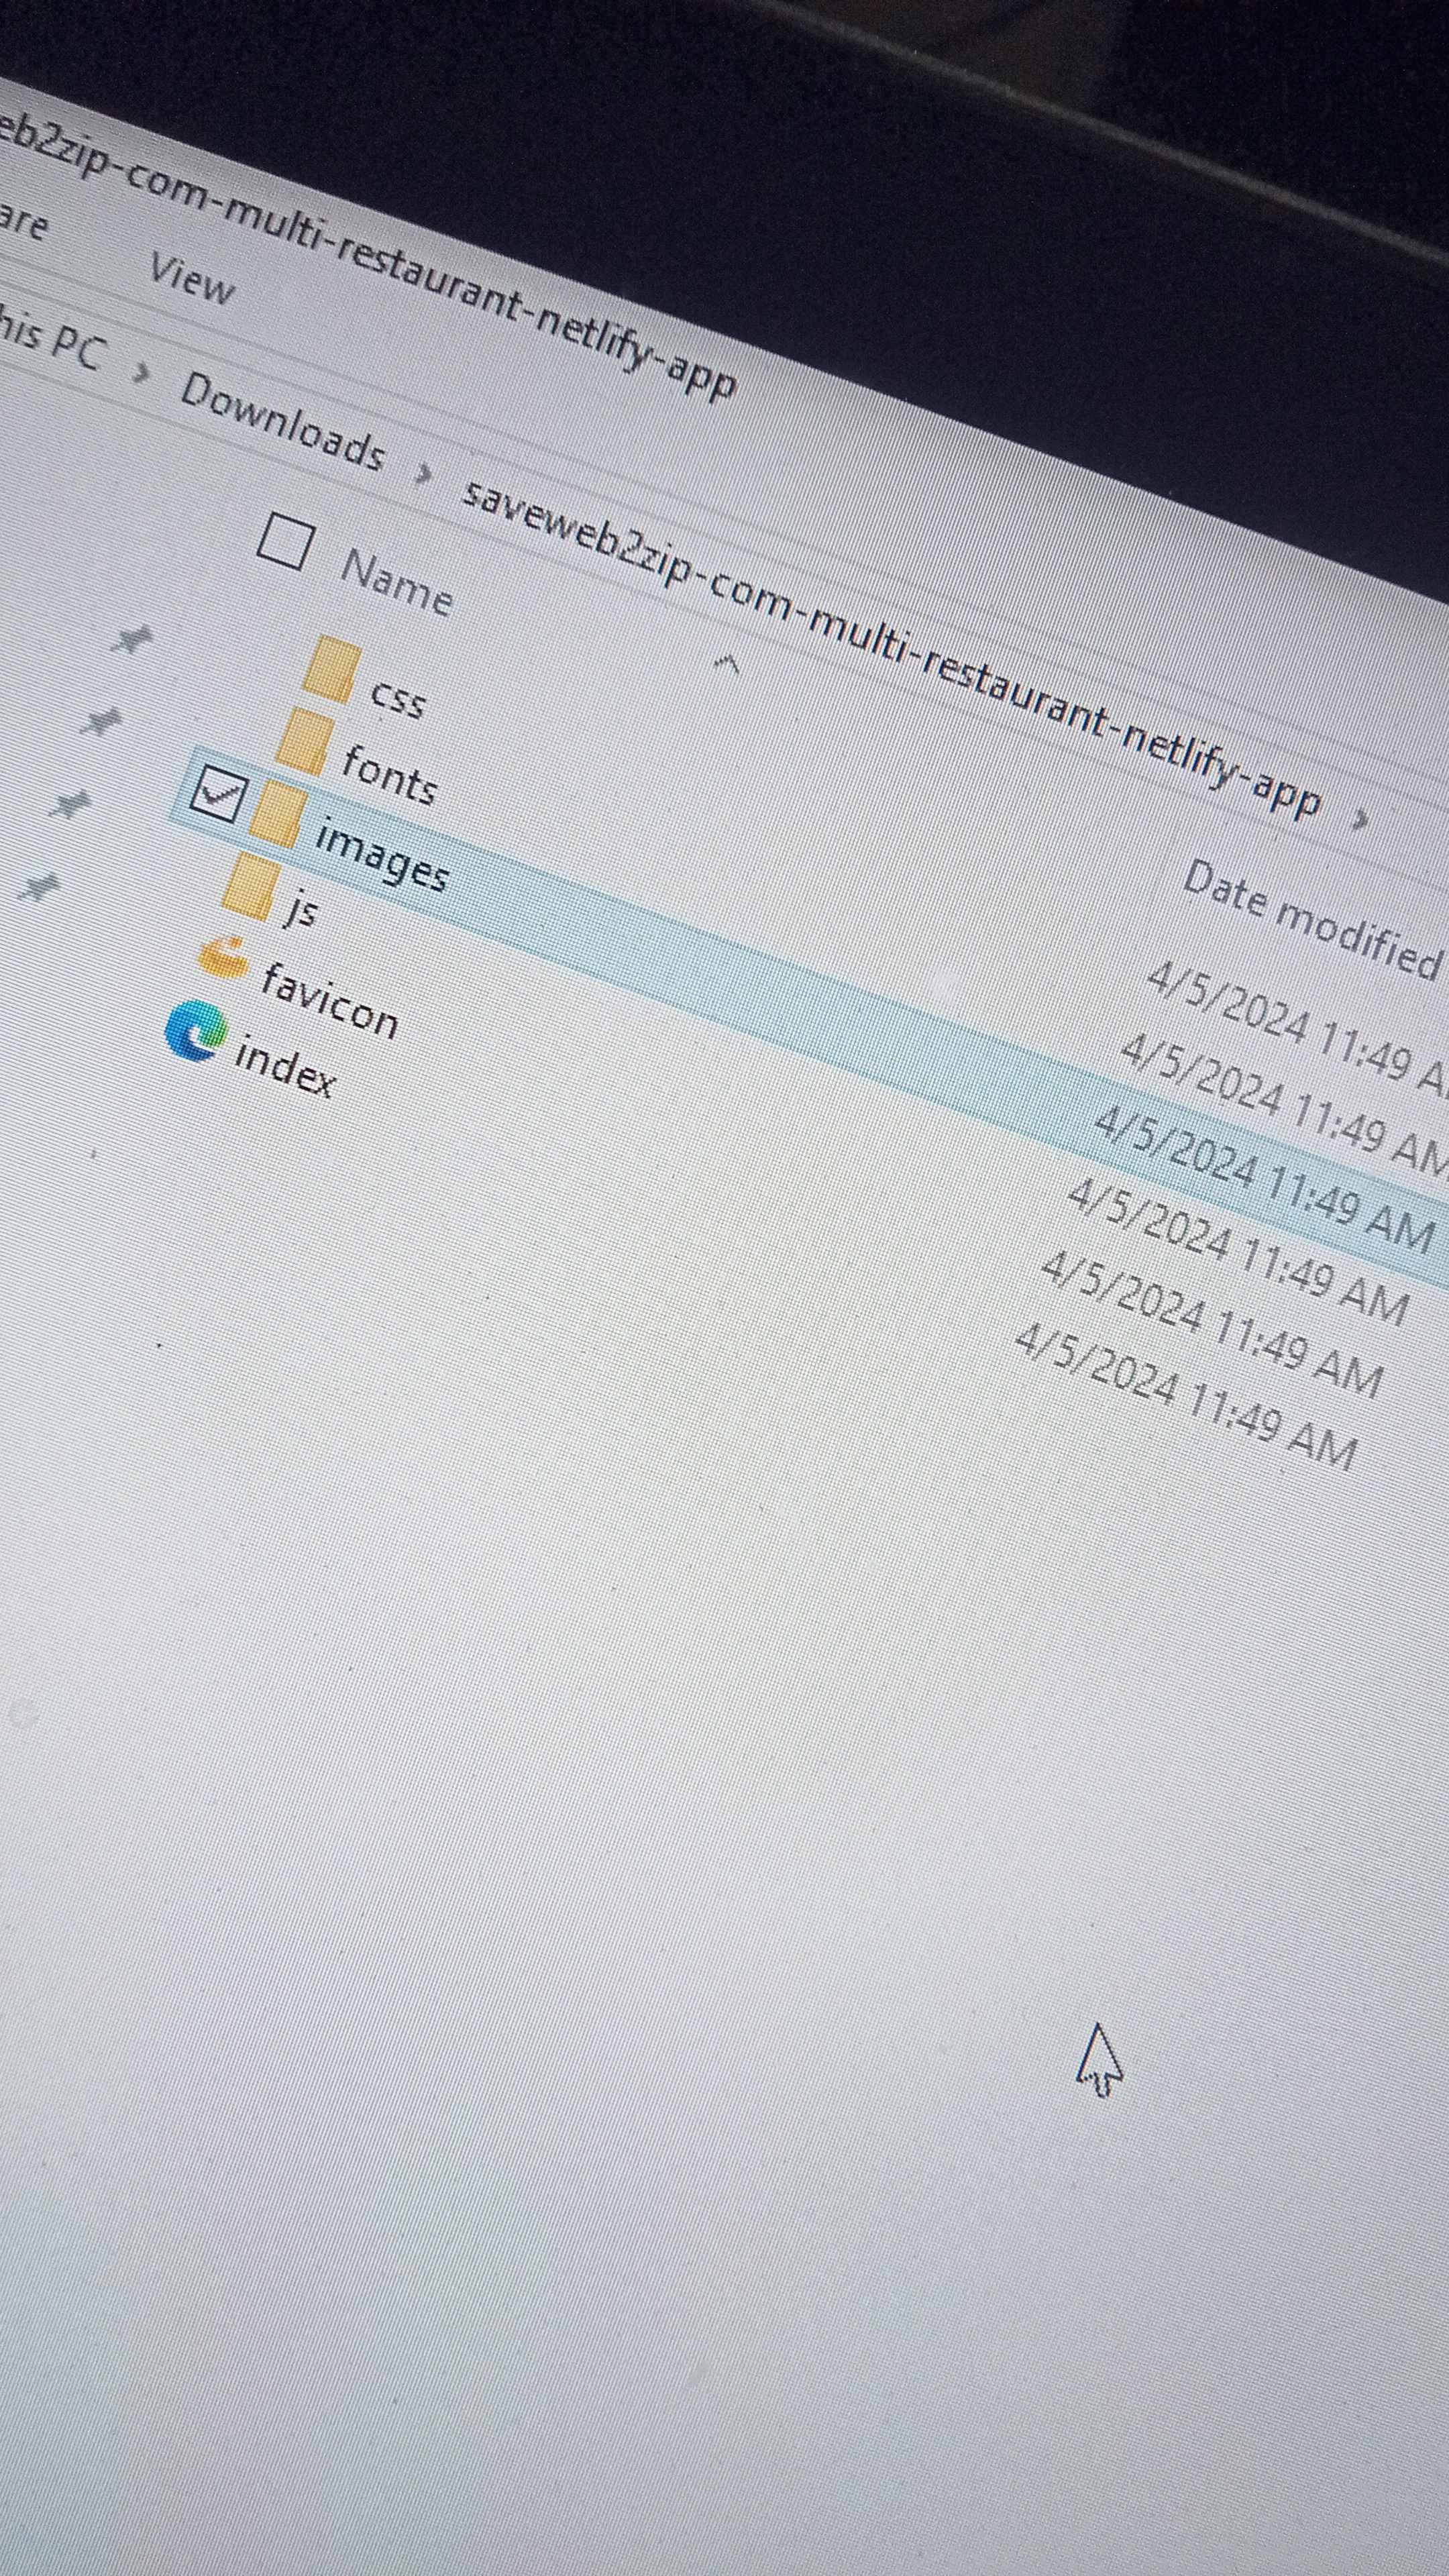 eb2zip-com-multi-restaurant-netlify-app
are View
his PC > Downloads > saveweb2zip-com-multi-restaurant-netlify-app >
Name Date modified
css 4/5/2024 11:49 A
fonts 4/5/2024 11:49 AM
images 4/5/2024 11:49 AM
js 4/5/2024 11:49 AM
favicon 4/5/2024 11:49 AM
index 4/5/2024 11:49 AM